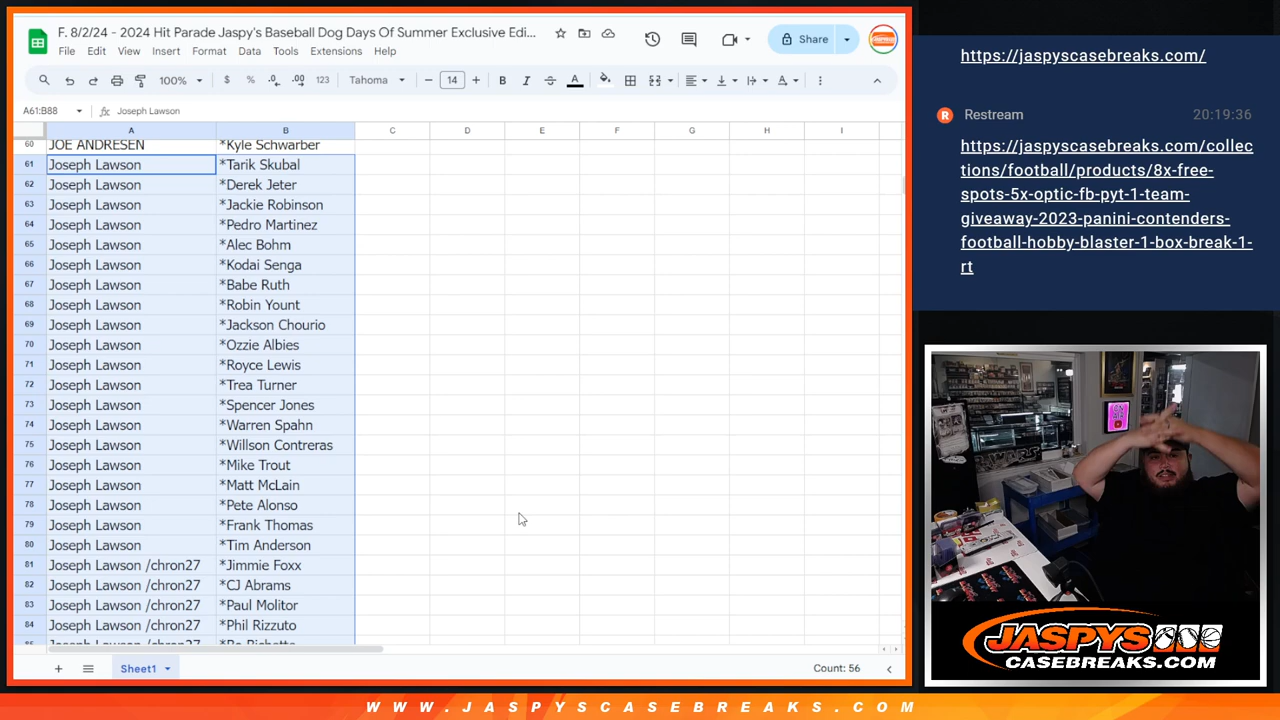 F. 8/2/24 - 2024 Hit Parade Jaspy's Baseball Dog Days Of Summer Exclusive Edi...
File Edit View Insert Format Data Tools Extensions Help
Share
100% $ % .0 .00 123 Tahoma 14 B I A
A61:B88 fx Joseph Lawson
A B C D E F G H I
60 JOE ANDRESEN *Kyle Schwarber
61 Joseph Lawson *Tarik Skubal
62 Joseph Lawson *Derek Jeter
63 Joseph Lawson *Jackie Robinson
64 Joseph Lawson *Pedro Martinez
65 Joseph Lawson *Alec Bohm
66 Joseph Lawson *Kodai Senga
67 Joseph Lawson *Babe Ruth
68 Joseph Lawson *Robin Yount
69 Joseph Lawson *Jackson Chourio
70 Joseph Lawson *Ozzie Albies
71 Joseph Lawson *Royce Lewis
72 Joseph Lawson *Trea Turner
73 Joseph Lawson *Spencer Jones
74 Joseph Lawson *Warren Spahn
75 Joseph Lawson *Willson Contreras
76 Joseph Lawson *Mike Trout
77 Joseph Lawson *Matt McLain
78 Joseph Lawson *Pete Alonso
79 Joseph Lawson *Frank Thomas
80 Joseph Lawson *Tim Anderson
81 Joseph Lawson /chron27 *Jimmie Foxx
82 Joseph Lawson /chron27 *CJ Abrams
83 Joseph Lawson /chron27 *Paul Molitor
84 Joseph Lawson /chron27 *Phil Rizzuto
85 Joseph Lawson /chron27 *Bo Bichette
Sheet1
Count: 56
https://jaspyscasebreaks.com/
Restream 20:19:36
https://jaspyscasebreaks.com/collec
tions/football/products/8x-free-
spots-5x-optic-fb-pyt-1-team-
giveaway-2023-panini-contenders-
football-hobby-blaster-1-box-break-1-
rt
JASPYS
CASEBREAKS.COM
WWW.JASPYSCASEBREAKS.COM